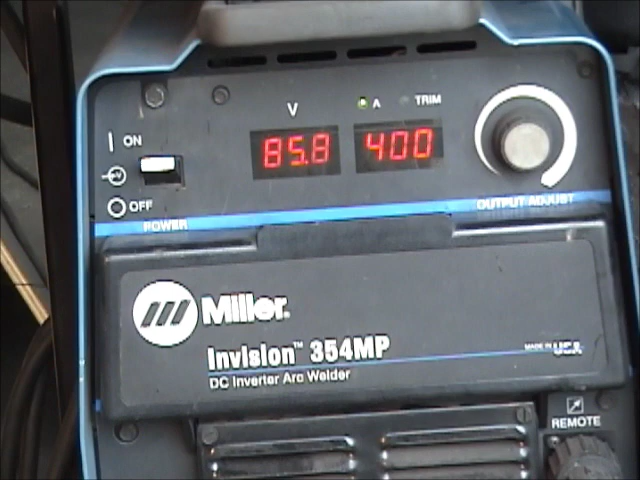 V
A
TRIM
ON
85.8
400
OFF
POWER
OUTPUT ADJUST
Miller.
Invision™ 354MP
MADE IN USA
DC Inverter Arc Welder
REMOTE